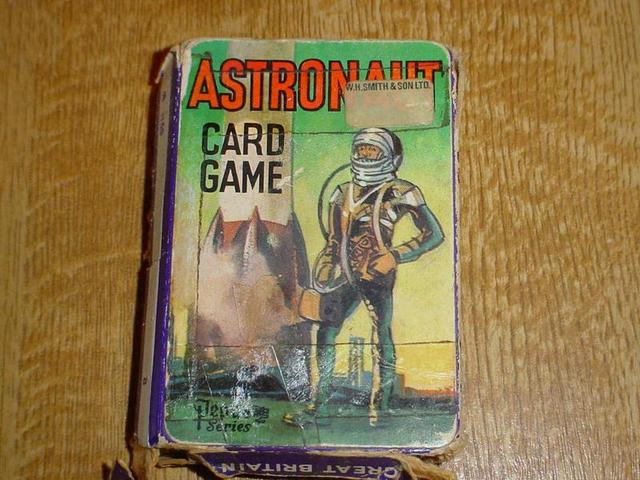 ASTRONAUT
W.H.SMITH & SON LTD.
CARD
GAME
Series
GREAT BRITAIN